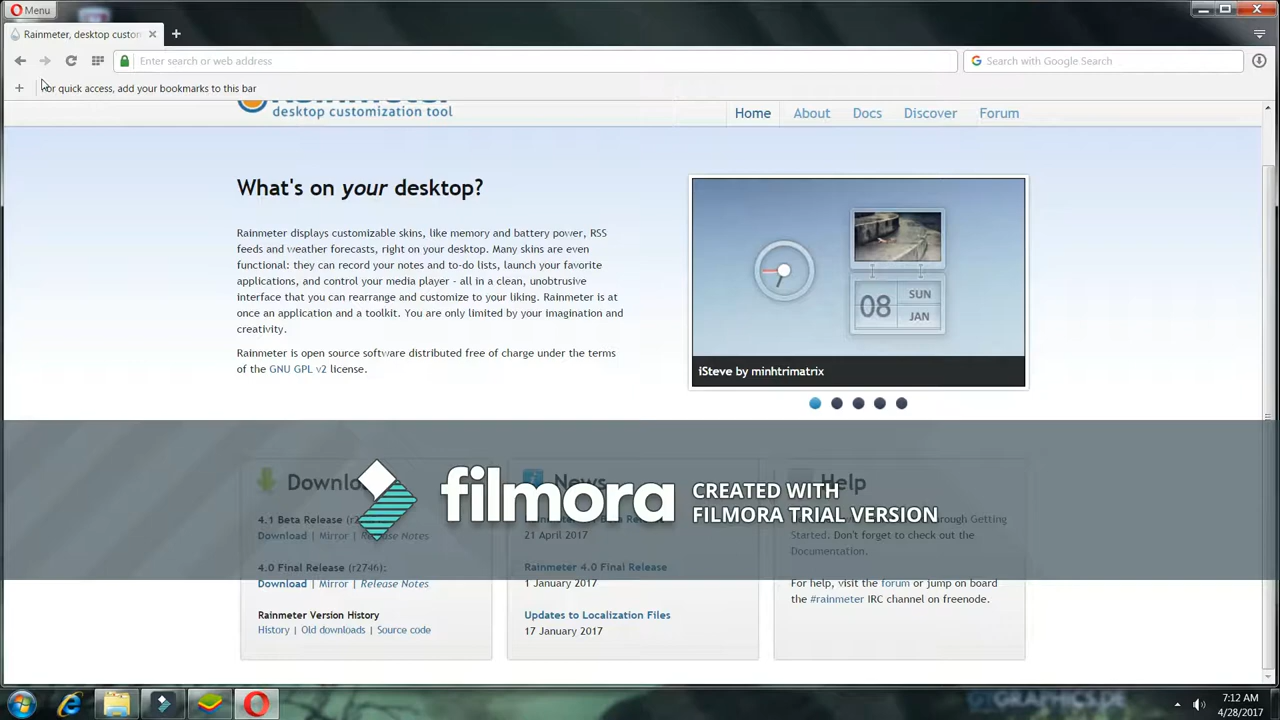 Menu
Rainmeter, desktop custon
Enter search or web address
Search with Google Search
or quick access, add your bookmarks to this bar
Rainmeter
desktop customization tool
Home About Docs Discover Forum
What's on your desktop?
Rainmeter displays customizable skins, like memory and battery power, RSS
feeds and weather forecasts, right on your desktop. Many skins are even
functional: they can record your notes and to-do lists, launch your favorite
applications, and control your media player - all in a clean, unobtrusive
interface that you can rearrange and customize to your liking. Rainmeter is at
once an application and a toolkit. You are only limited by your imagination and
creativity.
Rainmeter is open source software distributed free of charge under the terms
of the GNU GPL v2 license.
08 SUN
JAN
iSteve by minhtrimatrix
filmora CREATED WITH
FILMORA TRIAL VERSION
Downlo
4.1 Beta Release
Download | Mirror | Release Notes
4.0 Final Release (r2746)
Download | Mirror | Release Notes
Rainmeter Version History
History | Old downloads | Source code
News
21 April 2017
Rainmeter 4.0 Final Release
1 January 2017
Updates to Localization Files
17 January 2017
Help
through Getting
Started. Don't forget to check out the
Documentation.
For help, visit the forum or jump on board
the #rainmeter IRC channel on freenode.
GRAPHICS.DE
7:12 AM
4/28/2017